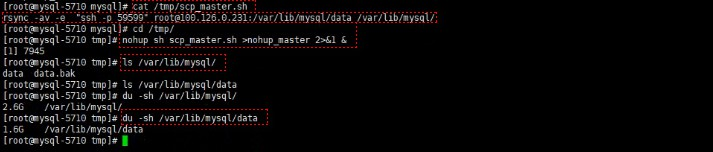 [root@mysql-5710 tmp]# cat /tmp/scp_master.sh
rsync -av -e  "ssh -p 59599" root@100.126.0.231:/var/lib/mysql/data /var/lib/mysql/
[root@mysql-5710 tmp]# cd /tmp/
[root@mysql-5710 tmp]# nohup sh scp_master.sh >nohup_master 2>&1 &
[1] 7945
[root@mysql-5710 tmp]# ls /var/lib/mysql/
data  data.bak
[root@mysql-5710 tmp]# ls /var/lib/mysql/data
[root@mysql-5710 tmp]# du -sh /var/lib/mysql/
2.6G    /var/lib/mysql/
[root@mysql-5710 tmp]# du -sh /var/lib/mysql/data
1.6G    /var/lib/mysql/data
[root@mysql-5710 tmp]#